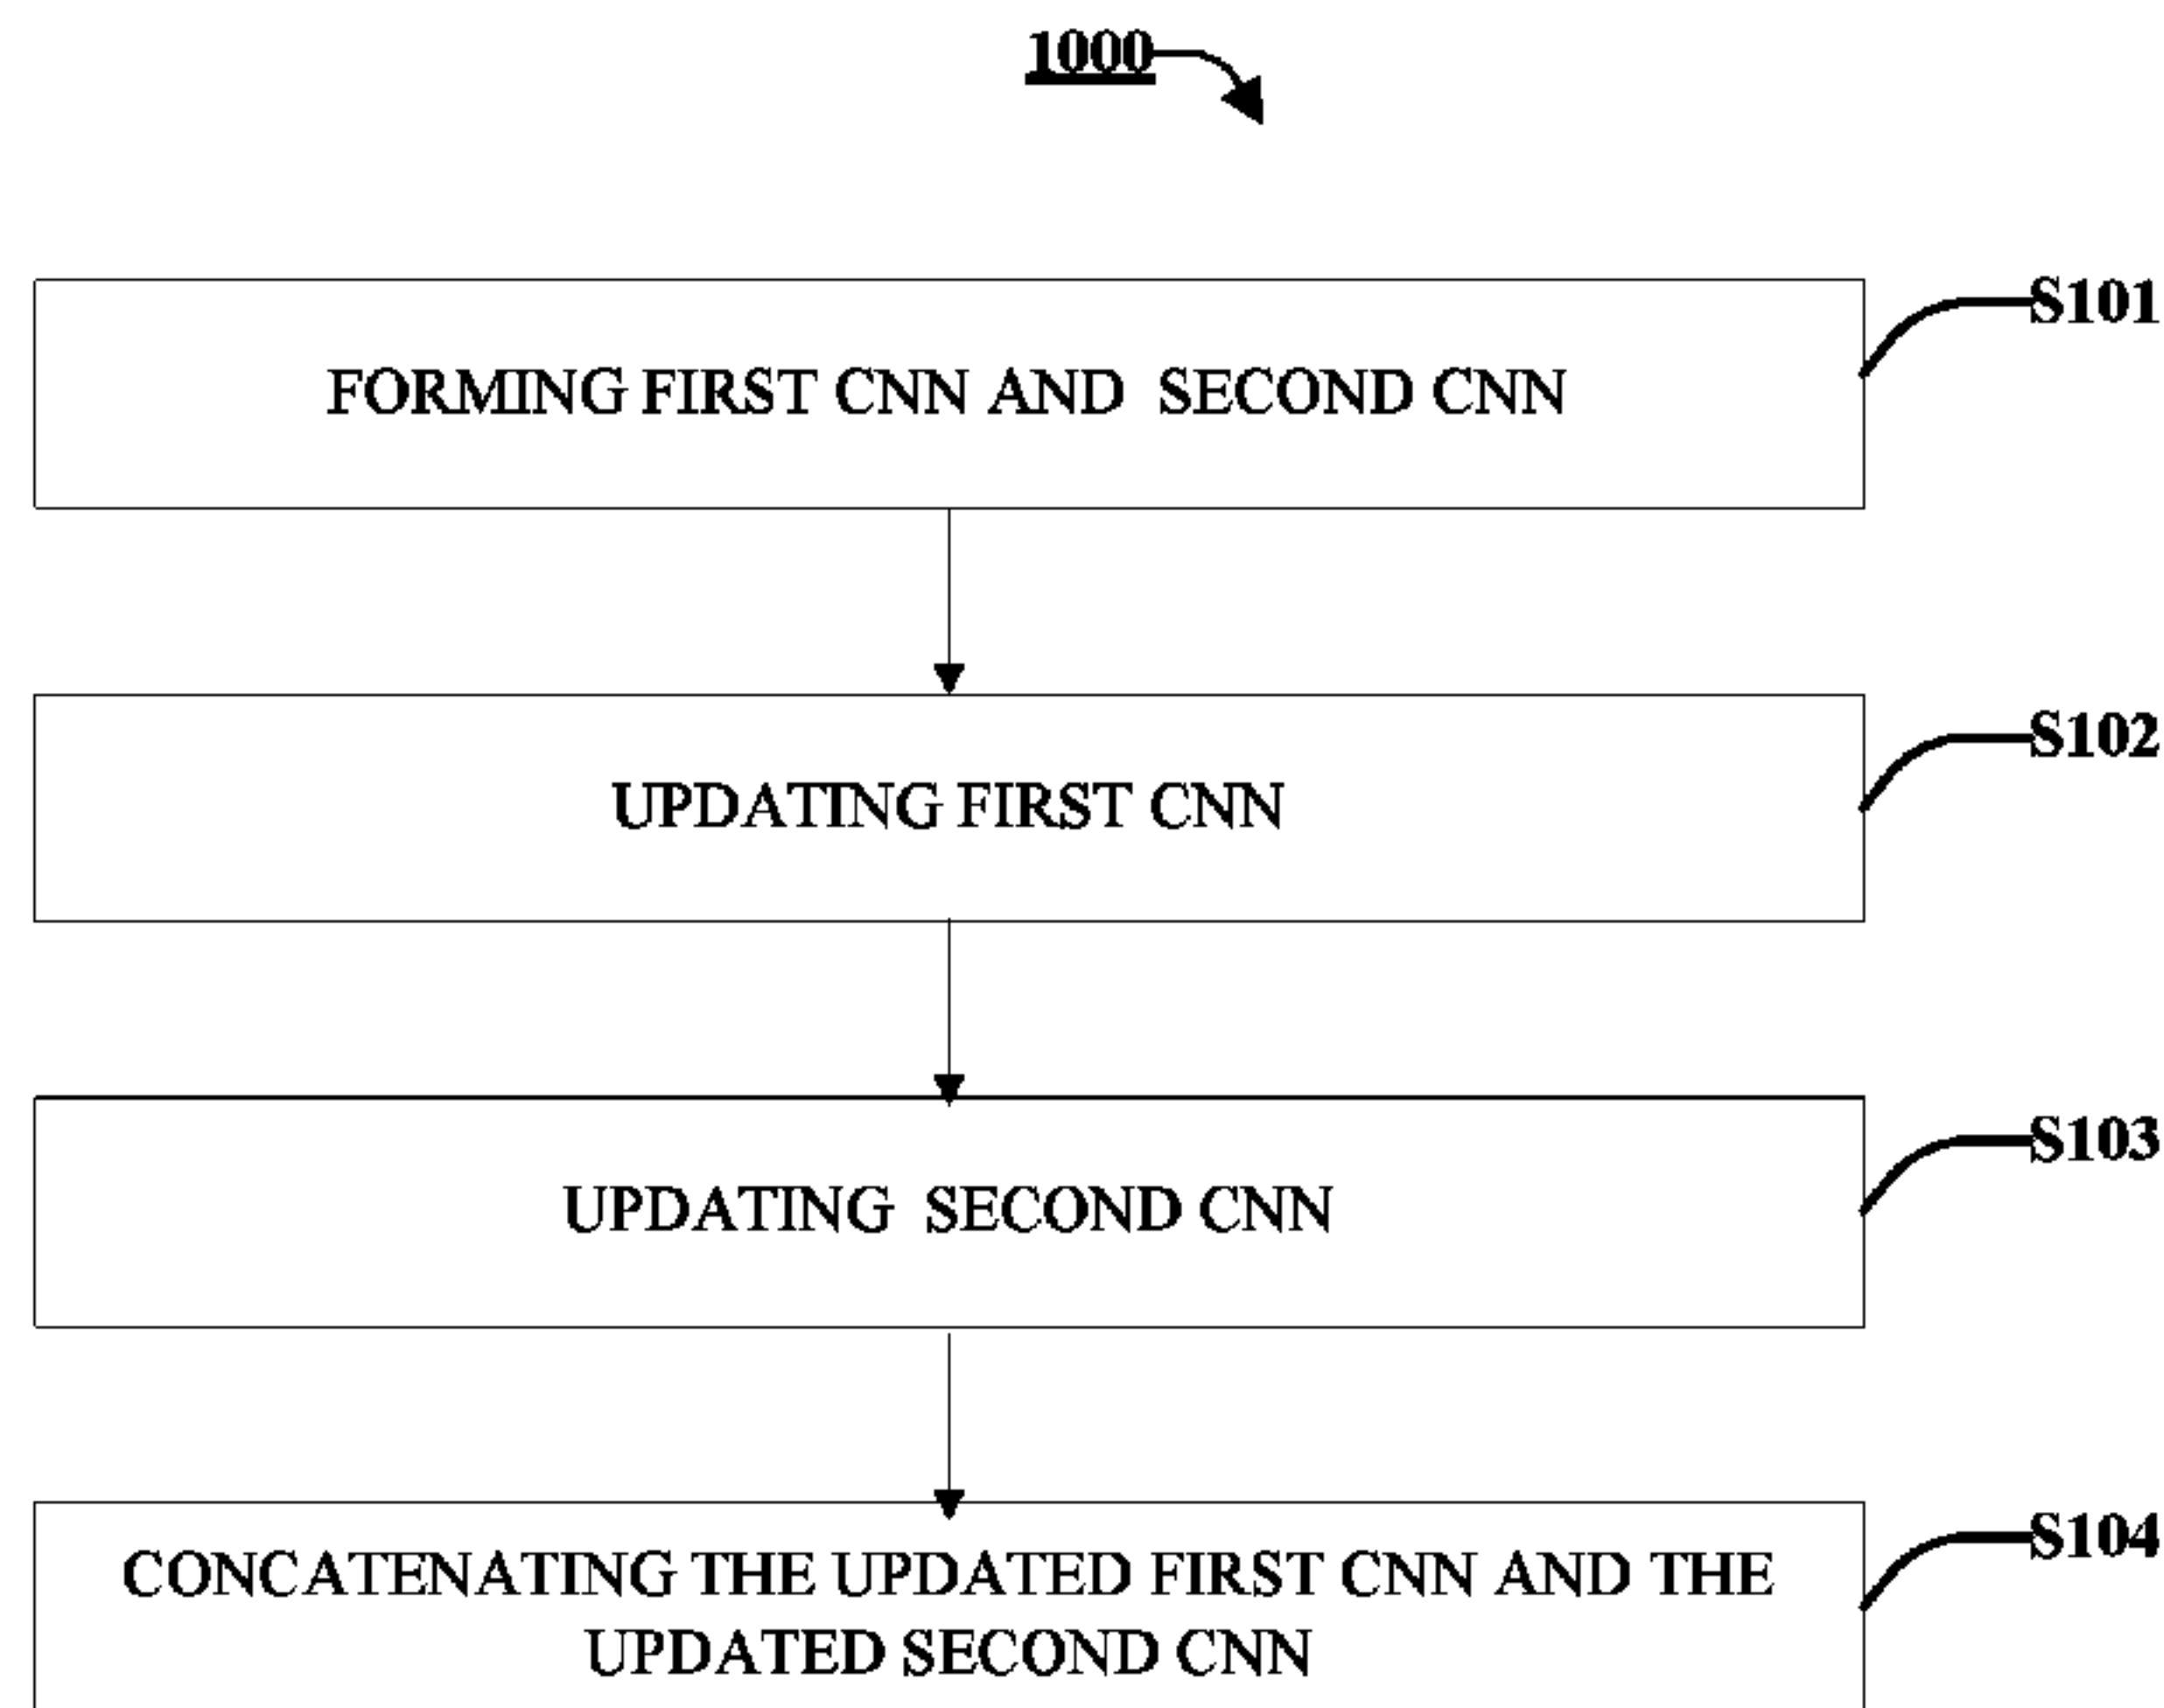 1000
FORMING FIRST CNN AND SECOND CNN
S101
UPDATING FIRST CNN
S102
UPDATING SECOND CNN
S103
CONCATENATING THE UPDATED FIRST CNN AND THE
UPDATED SECOND CNN
S104